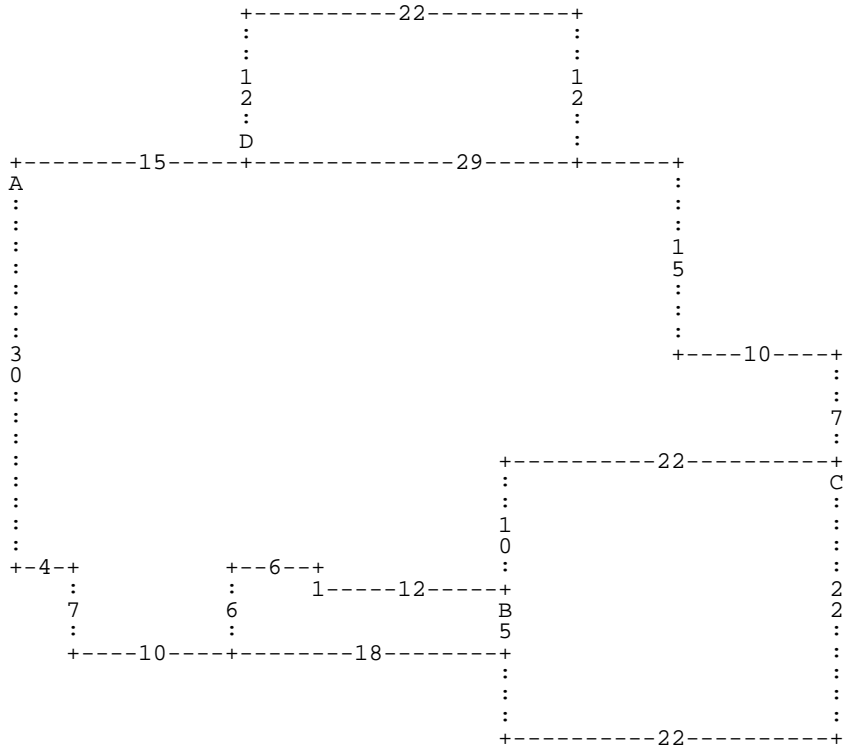 +---------22-----------+
: :
: :
1 1
2 2
: :
D :
+--------15-----+-------------29------+------+
A :
: :
: :
: 1
: 5
: :
: :
: :
3 +----10----+
0 :
: :
: 7
: :
: +----------22----------+
: : C
: : :
: 1 :
: 0 :
+-4-+ +--6--+ : :
: : 1-----12-----+ 2
7 6 B 2
: : 5 :
+----10----+--------18--------+ :
: :
: :
: :
+----------22----------+